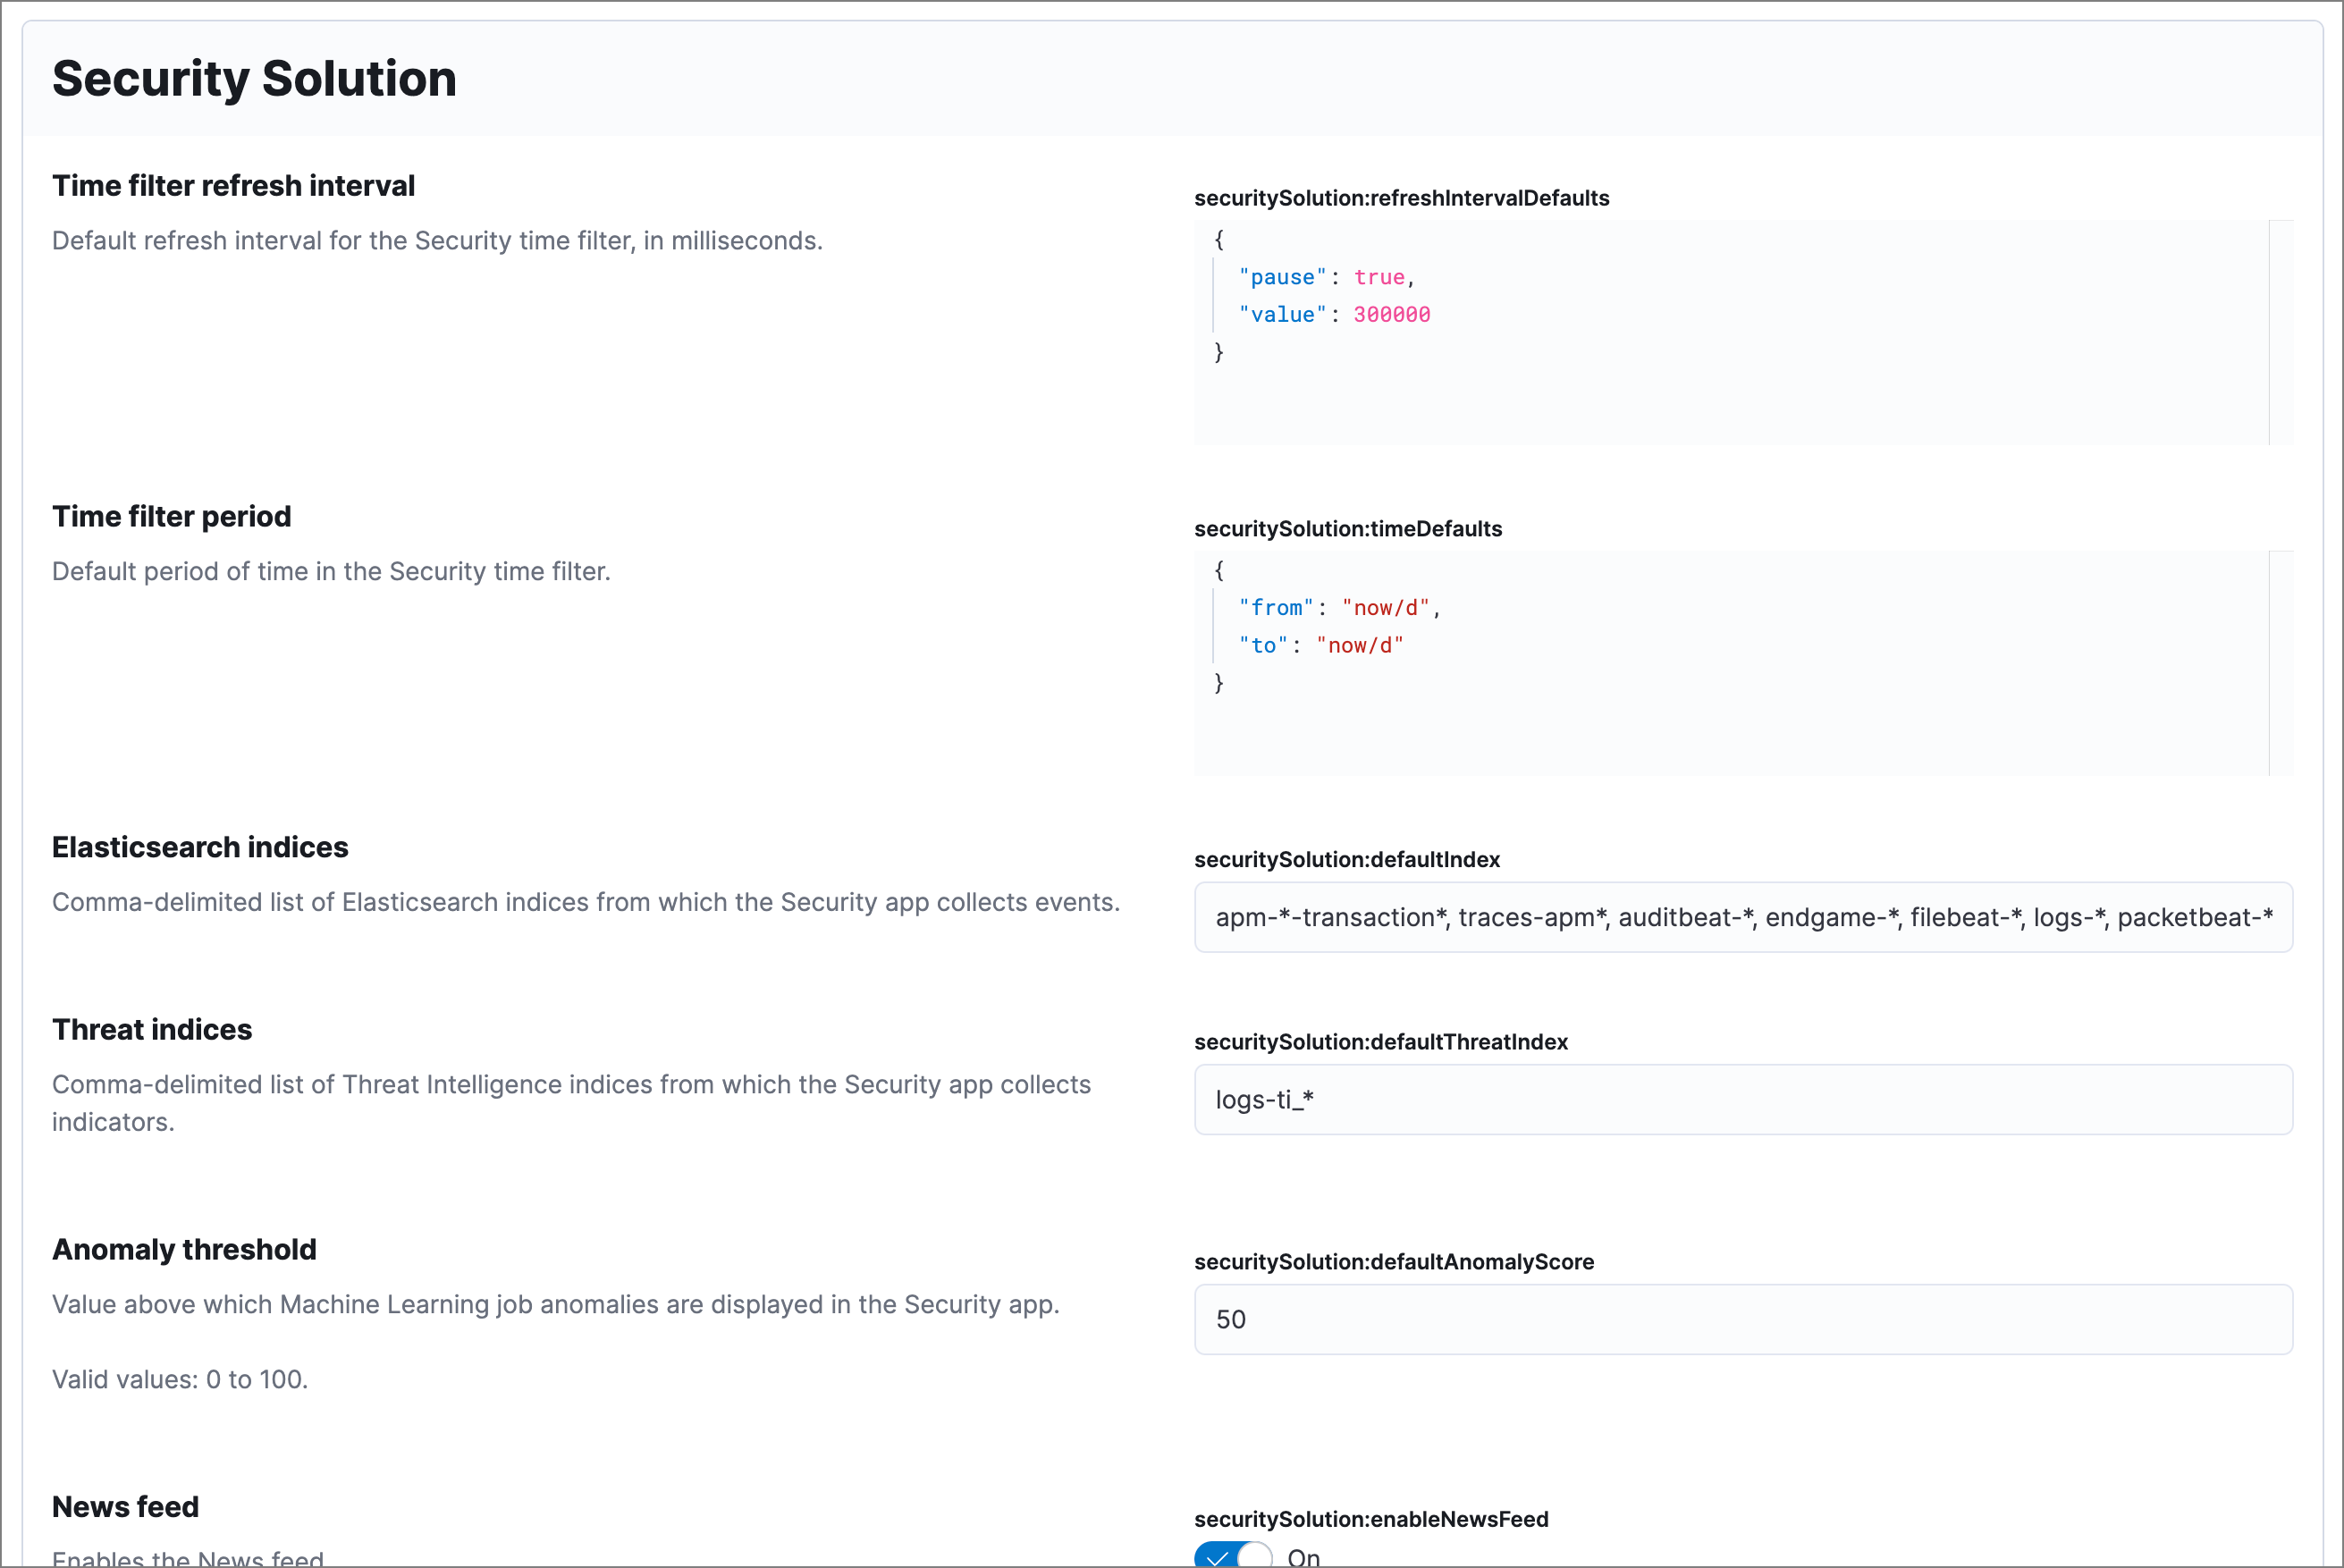 Security Solution
Time filter refresh interval
Default refresh interval for the Security time filter, in milliseconds.
securitySolution:refreshIntervalDefaults
{
"pause": true,
"value": 300000
}
Time filter period
Default period of time in the Security time filter.
securitySolution:timeDefaults
{
"from": "now/d",
"to": "now/d"
}
Elasticsearch indices
Comma-delimited list of Elasticsearch indices from which the Security app collects events.
securitySolution:defaultIndex
apm-*-transaction*, traces-apm*, auditbeat-*, endgame-*, filebeat-*, logs-*, packetbeat-*
Threat indices
Comma-delimited list of Threat Intelligence indices from which the Security app collects
indicators.
securitySolution:defaultThreatIndex
logs-ti_*
Anomaly threshold
Value above which Machine Learning job anomalies are displayed in the Security app.
Valid values: 0 to 100.
securitySolution:defaultAnomalyScore
50
News feed
Enables the News feed
securitySolution:enableNewsFeed
On